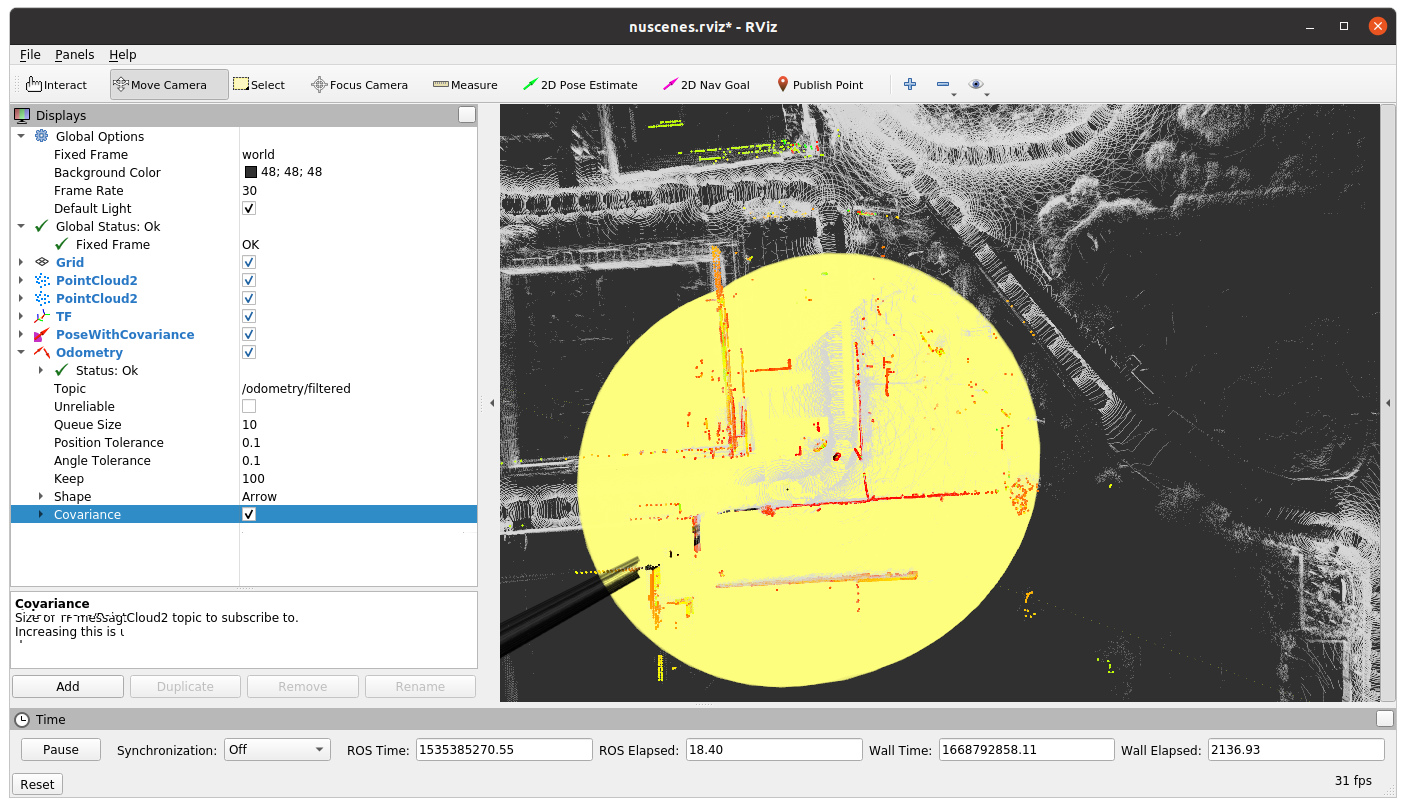 nuscenes.rviz* - RViz
File Panels Help
Interact Move Camera Select Focus Camera Measure 2D Pose Estimate 2D Nav Goal Publish Point
Displays
Global Options
Fixed Frame world
Background Color 48; 48; 48
Frame Rate 30
Default Light
Global Status: Ok
Fixed Frame OK
Grid
PointCloud2
PointCloud2
TF
PoseWithCovariance
Odometry
Status: Ok
Topic /odometry/filtered
Unreliable
Queue Size 10
Position Tolerance 0.1
Angle Tolerance 0.1
Keep 100
Shape Arrow
Covariance
Covariance
Size of Cloud2 topic to subscribe to.
Increasing this is
Add Duplicate Remove Rename
Time
Pause Synchronization: Off ROS Time: 1535385270.55 ROS Elapsed: 18.40 Wall Time: 1668792858.11 Wall Elapsed: 2136.93
Reset 31 fps